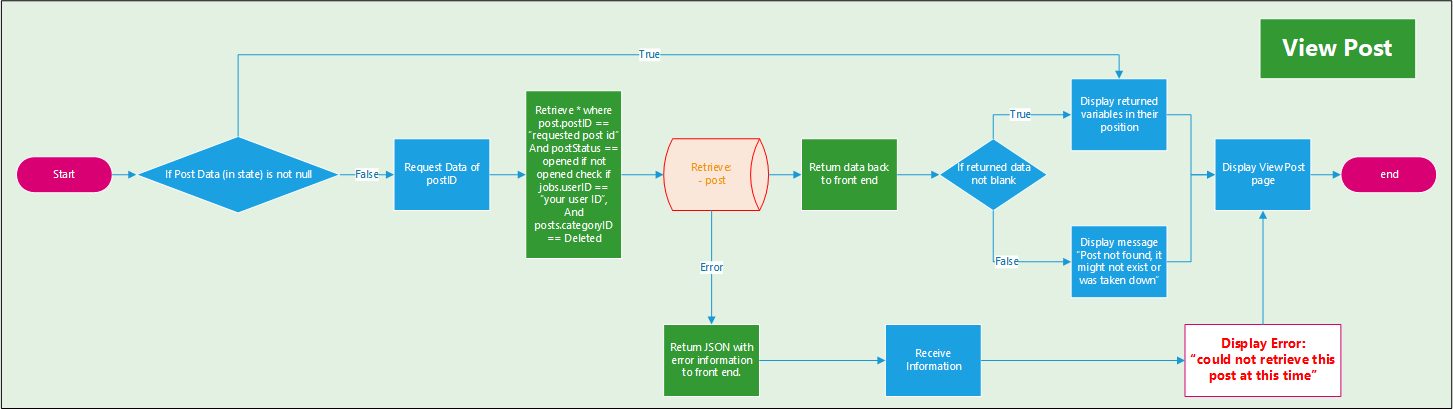 View Post
True
Start
If Post Data (in state) is not null
False
Request Data of
postID
Retrieve * where
post.postID ==
"requested post id"
And postStatus ==
opened if not
opened check if
jobs.userID ==
"your user ID",
And
posts.categoryID
== Deleted
Retrieve:
- post
Return data back
to front end
If returned data
not blank
True
Display returned
variables in their
position
False
Display message
"Post not found, it
might not exist or
was taken down"
Display View Post
page
end
Error
Return JSON with
error information
to front end.
Receive
Information
Display Error:
"could not retrieve this
post at this time"